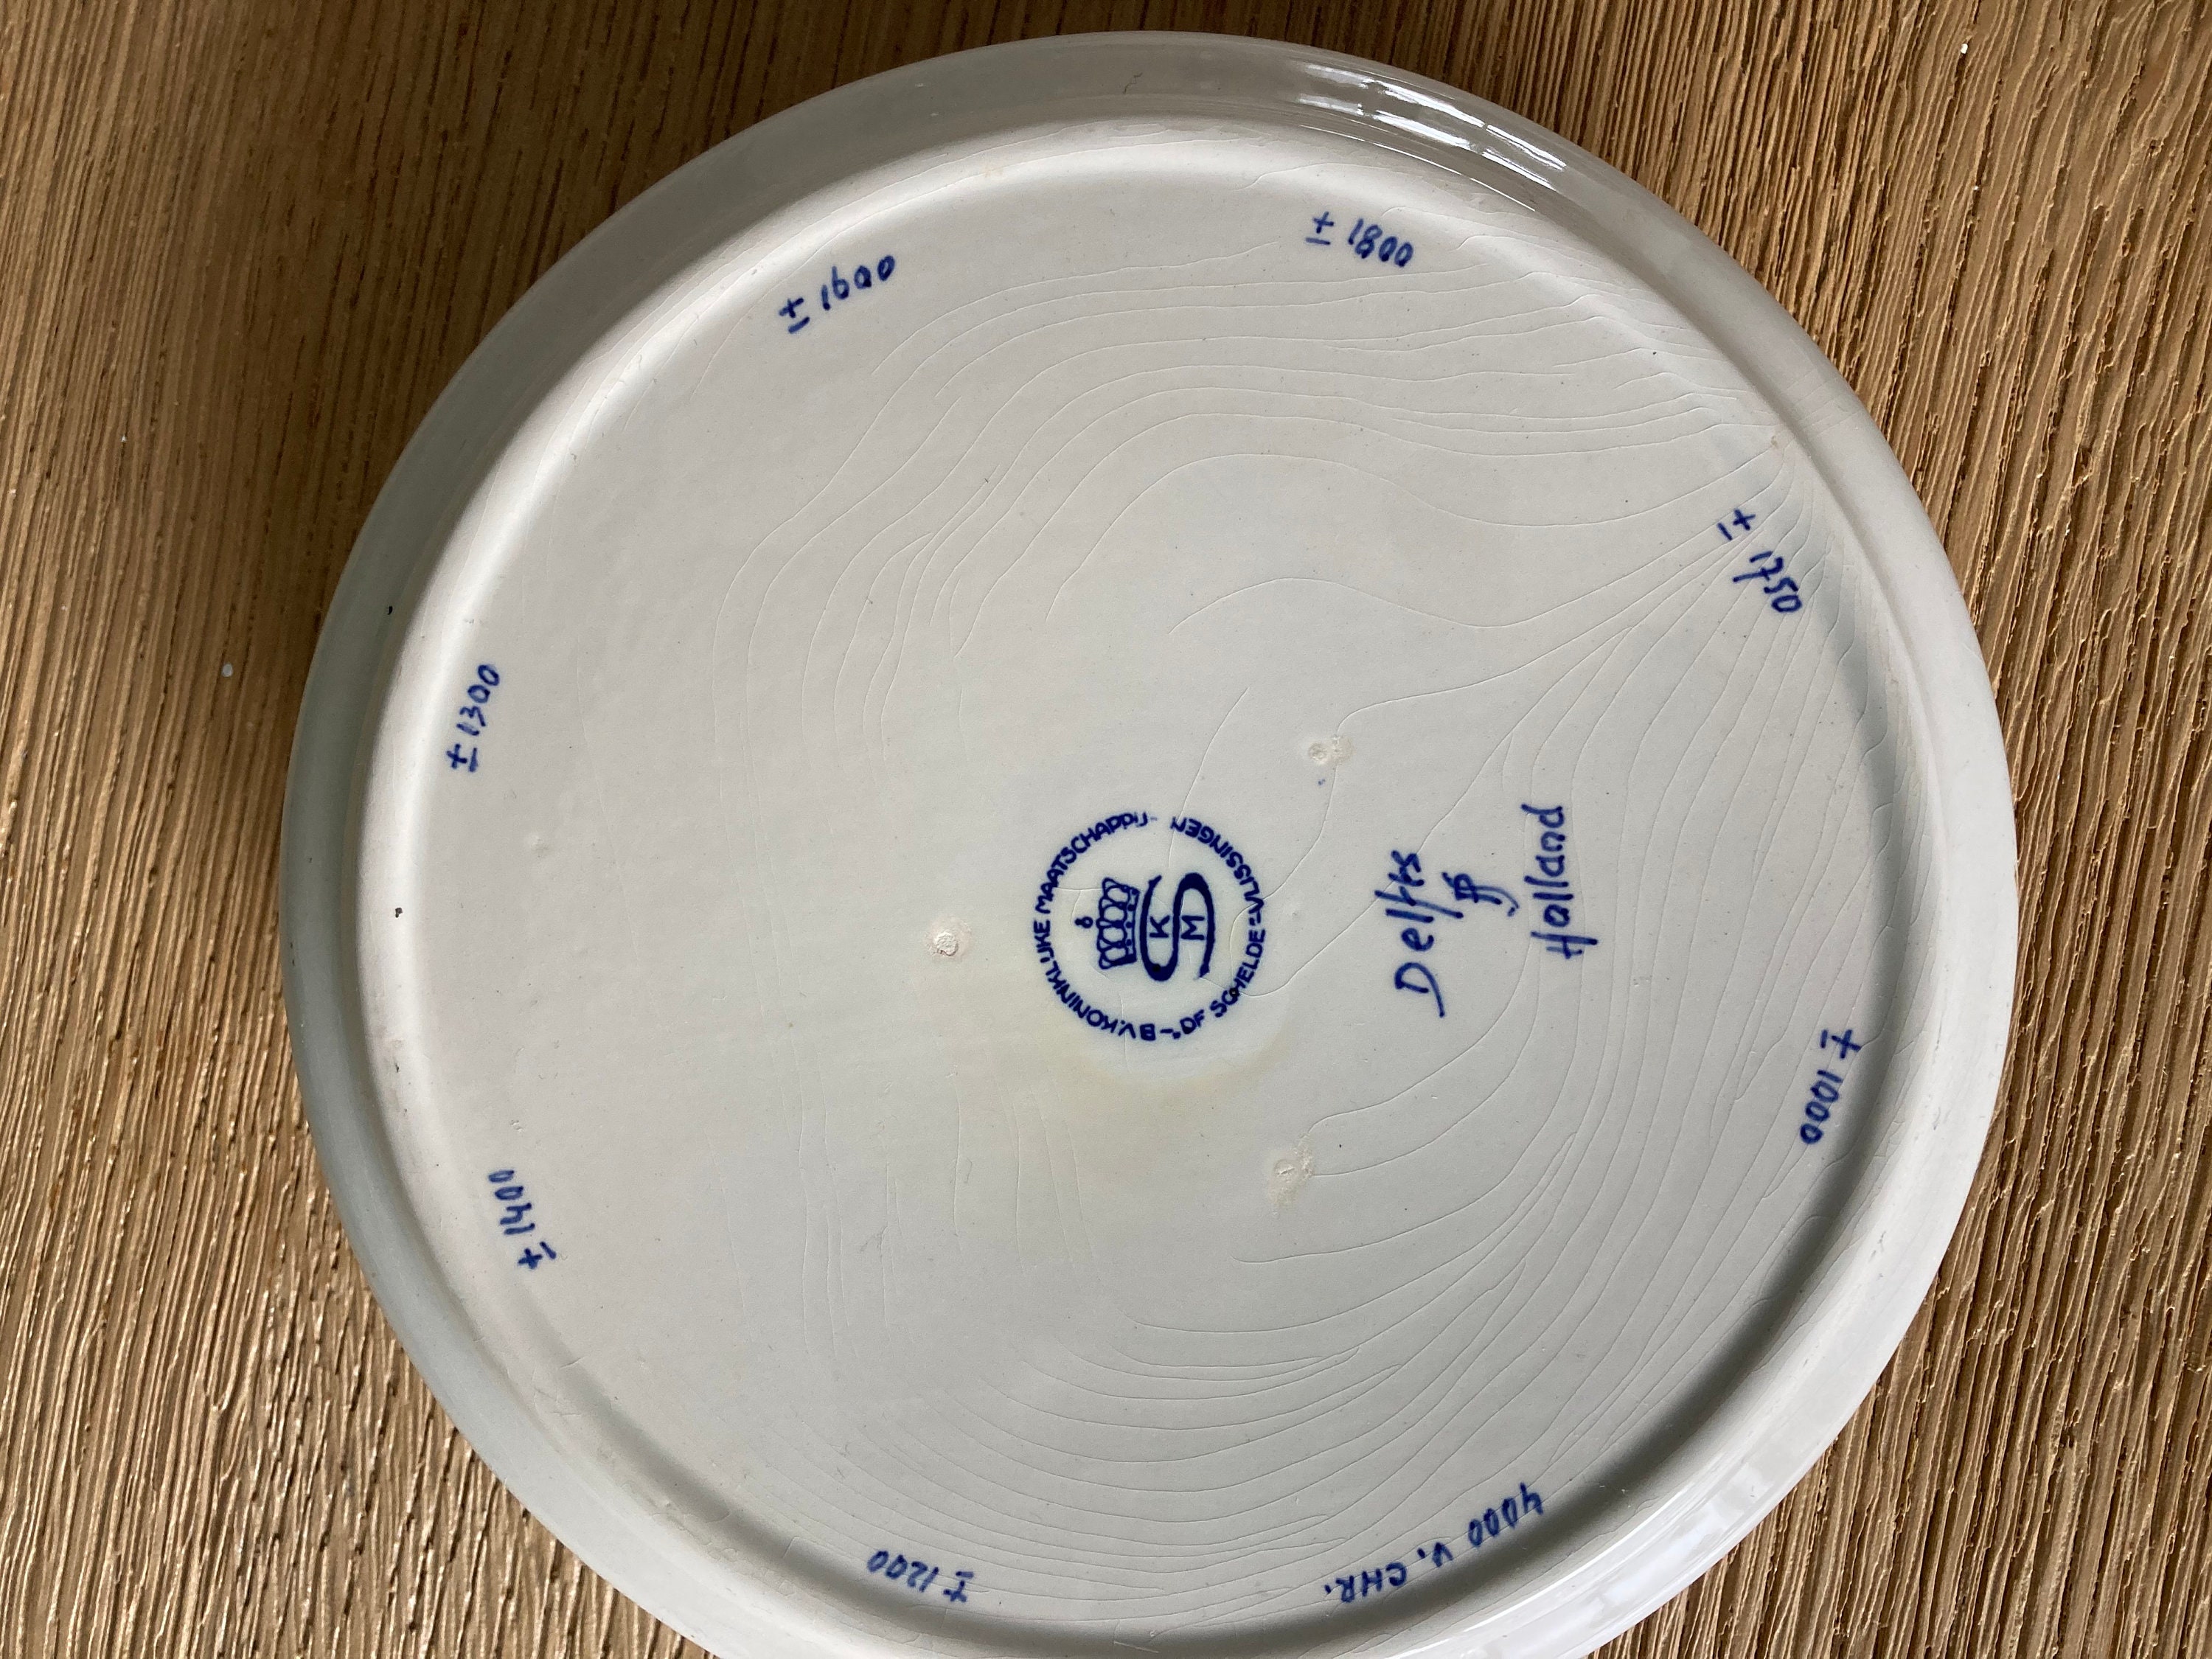 B.V. KONINKLIJKE MAATSCHAPPIJ
"DE SCHELDE" VLISSINGEN
K
M
S
Delfts
Holland
± 1000
4000 V. CHR.
± 1200
± 1400
± 1300
± 1600
± 1800
± 1750